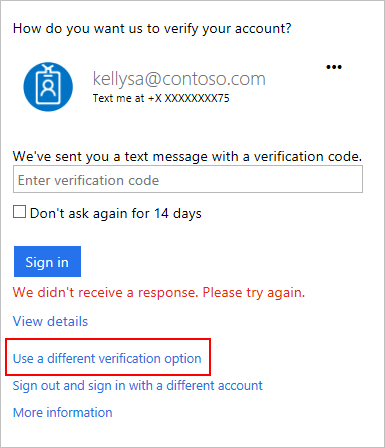 How do you want us to verify your account?
kellysa@contoso.com
Text me at +X XXXXXXXX75
We've sent you a text message with a verification code.
Enter verification code
Don't ask again for 14 days
Sign in
We didn't receive a response. Please try again.
View details
Use a different verification option
Sign out and sign in with a different account
More information